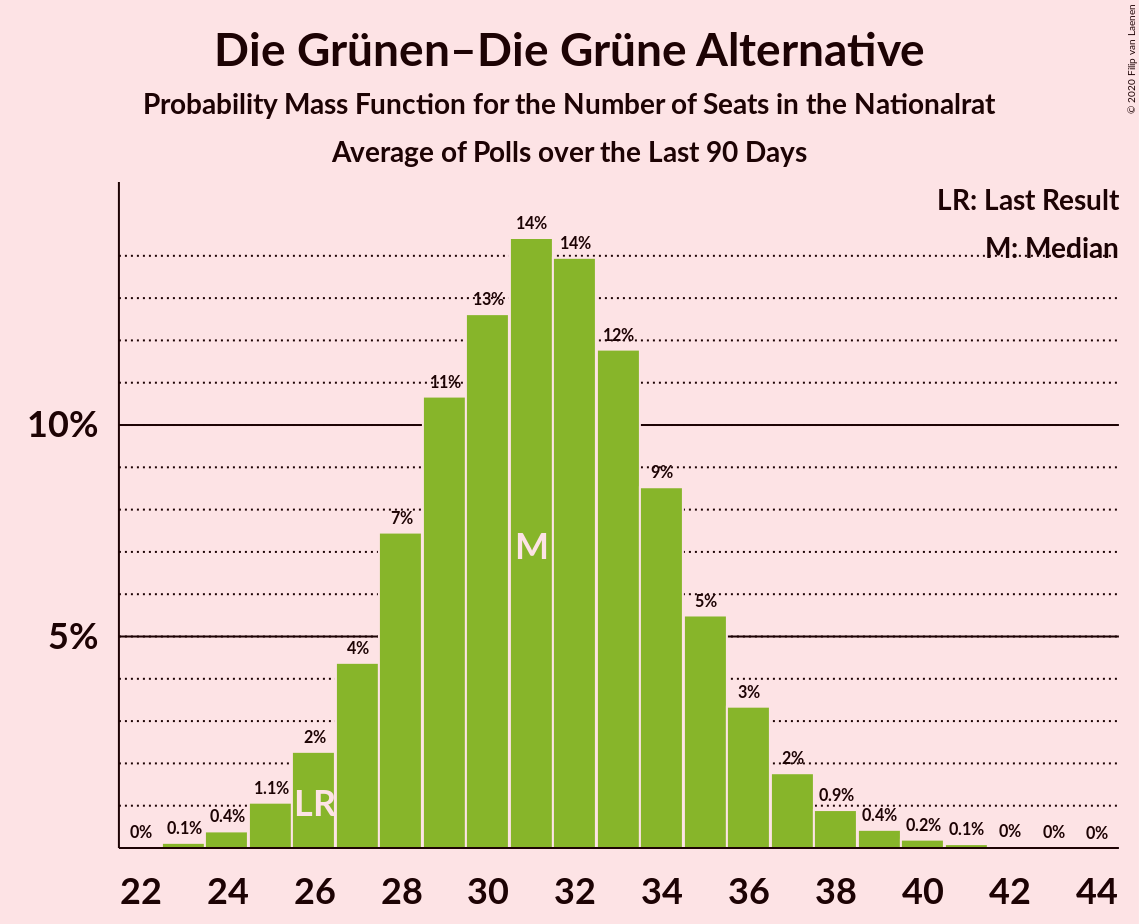 Die Grünen–Die Grüne Alternative
Probability Mass Function for the Number of Seats in the Nationalrat
Average of Polls over the Last 90 Days
© 2020 Filip van Laenen
LR: Last Result
M: Median
14%
14%
13%
12%
11%
10%
9%
7%
M
5%
5%
4%
3%
2%
2%
1.1%
LR
0.9%
0% 0.1% 0.4%
0.4% 0.2% 0.1% 0% 0% 0%
22 24 26 28 30 32 34 36 38 40 42 44